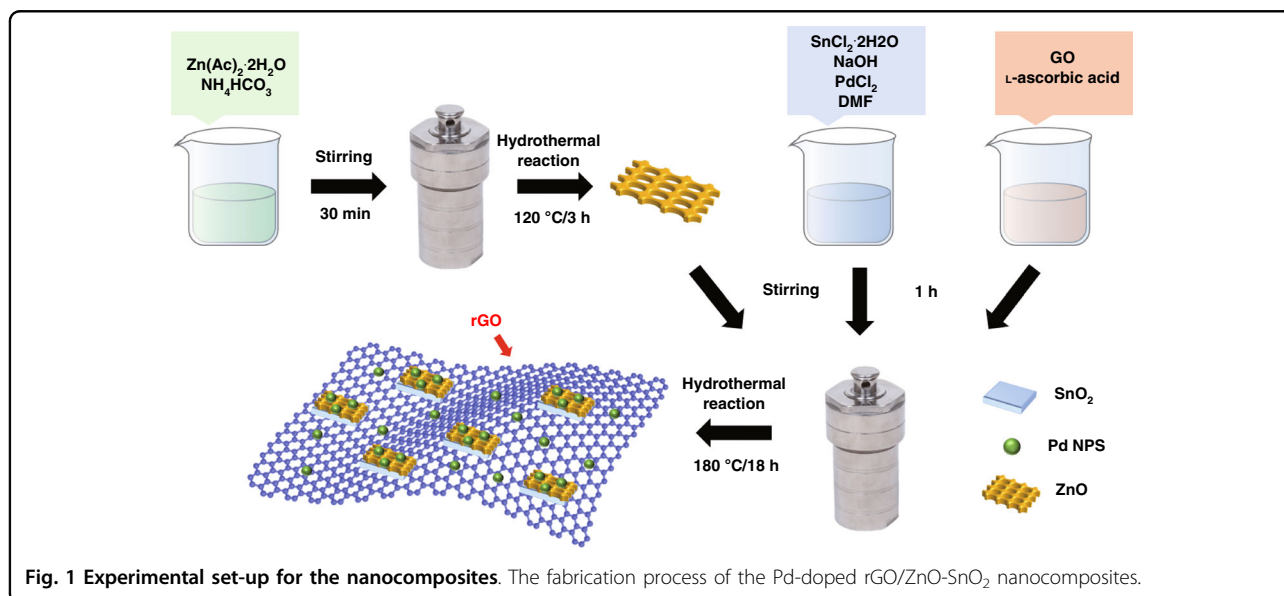 Zn(Ac)₂·2H₂O
NH₄HCO₃
Stirring
30 min
Hydrothermal
reaction
120 °C/3 h
SnCl₂·2H2O
NaOH
PdCl₂
DMF
GO
L-ascorbic acid
Stirring
1 h
rGO
Hydrothermal
reaction
180 °C/18 h
SnO₂
Pd NPS
ZnO
Fig. 1 Experimental set-up for the nanocomposites. The fabrication process of the Pd-doped rGO/ZnO-SnO₂ nanocomposites.